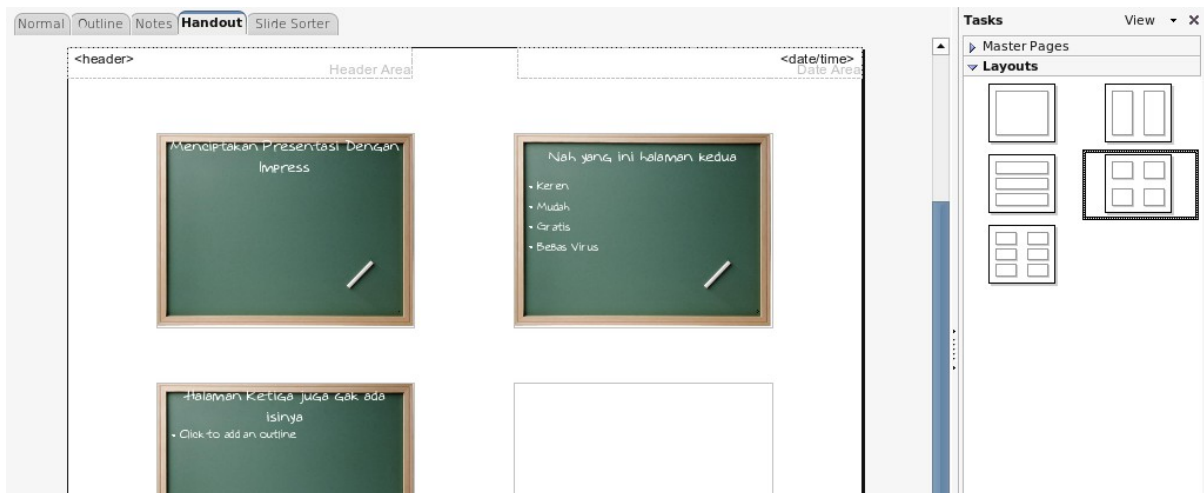 Normal Outline Notes Handout Slide Sorter
Tasks View
Master Pages
Layouts
<header>
Header Area
<date/time>
Date Area
Menciptakan Presentasi Dengan
Impress
Nah yang ini halaman kedua
• Keren
• Mudah
• Gratis
• Bebas Virus
Halaman Ketiga juga gak ada
isinya
• Click to add an outline